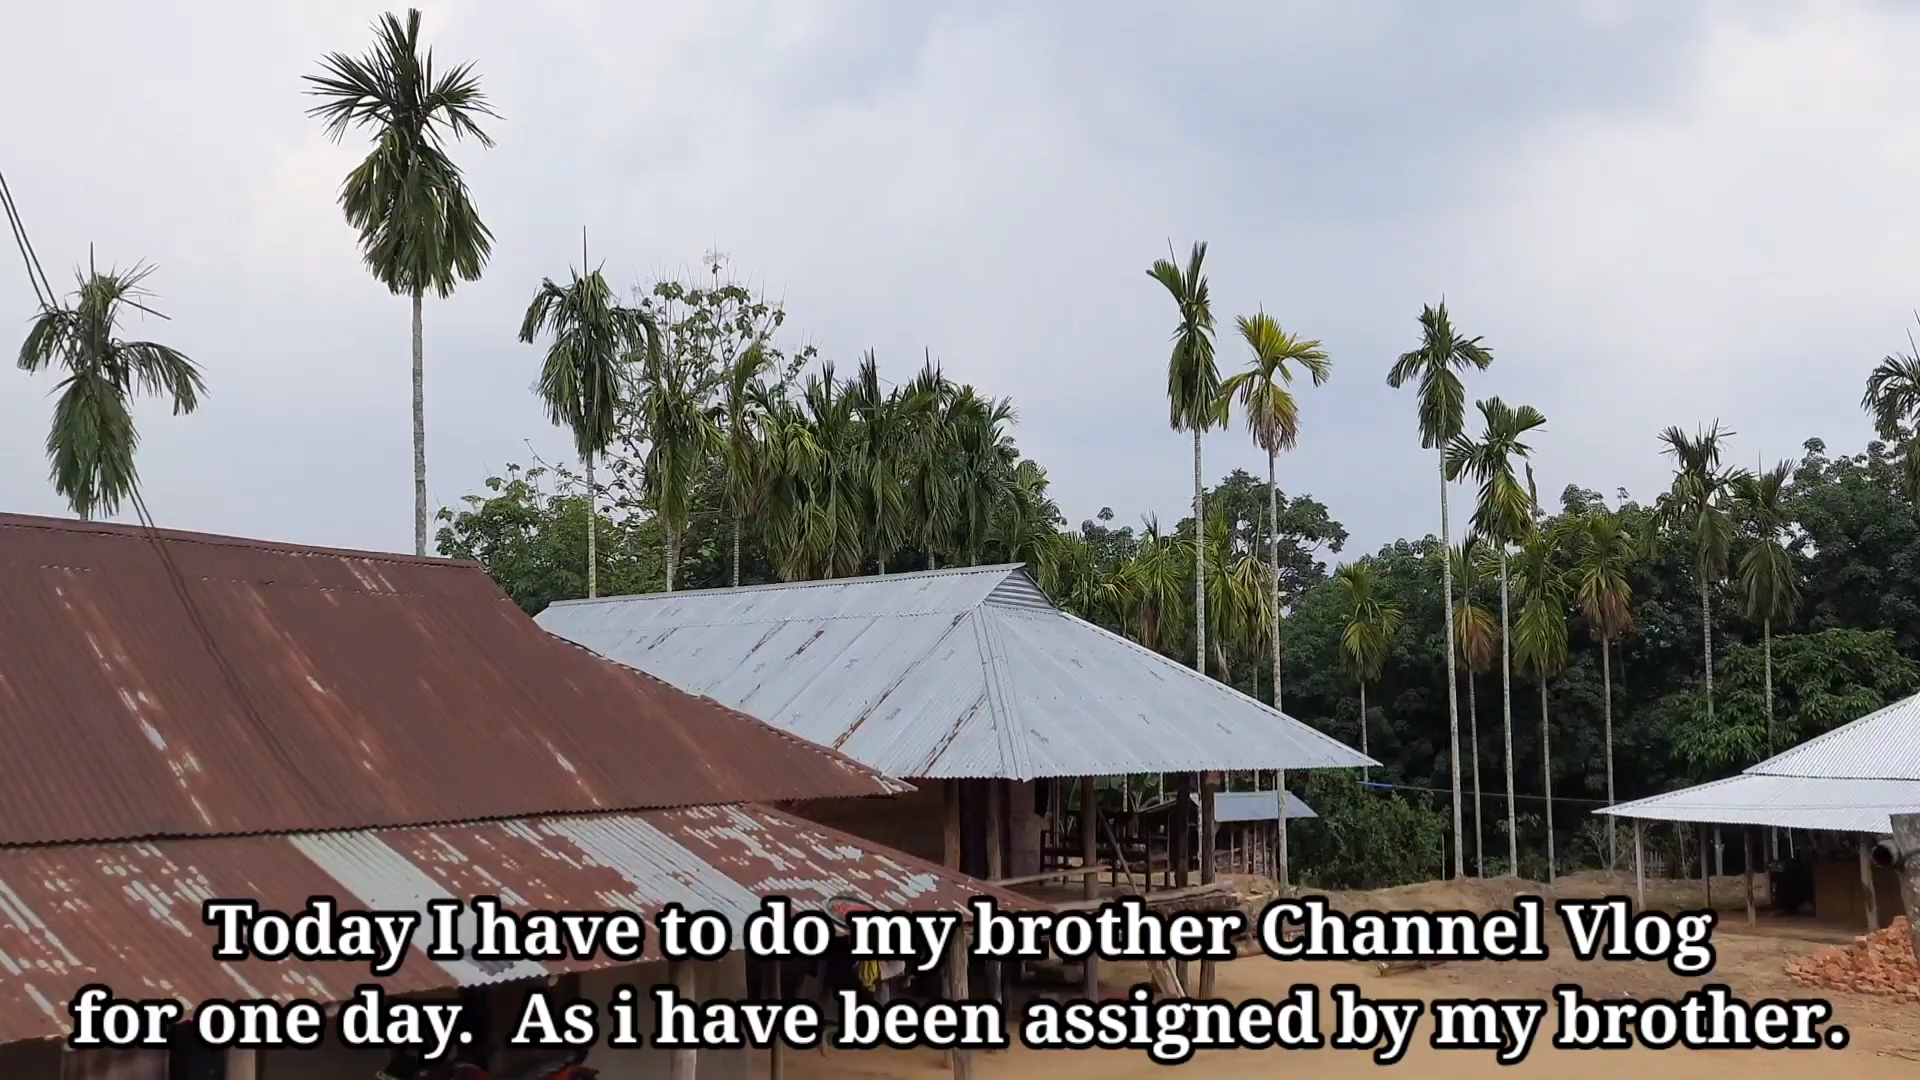 Today I have to do my brother Channel Vlog
for one day. As i have been assigned by my brother.